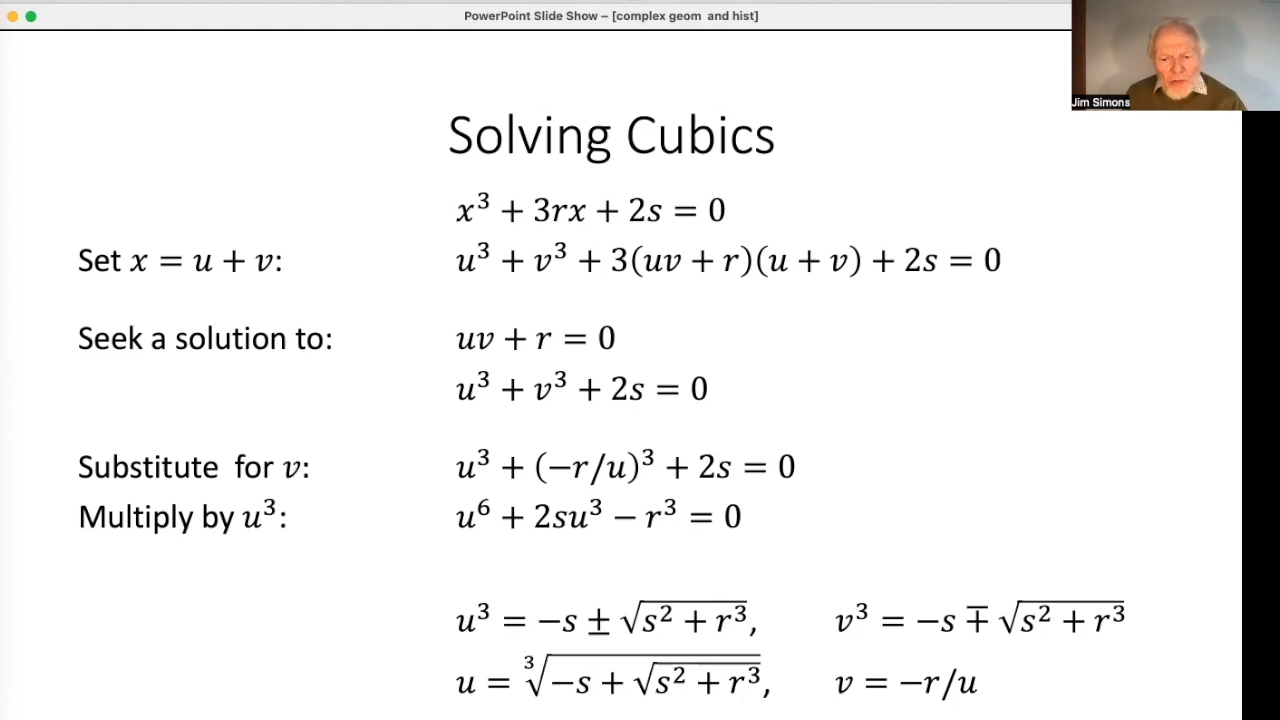 PowerPoint Slide Show – [complex geom and hist]
Jim Simons
Solving Cubics
x³ + 3rx + 2s = 0
Set x = u + v: u³ + v³ + 3(uv + r)(u + v) + 2s = 0
Seek a solution to: uv + r = 0
u³ + v³ + 2s = 0
Substitute for v: u³ + (−r/u)³ + 2s = 0
Multiply by u³: u⁶ + 2su³ − r³ = 0
u³ = −s ± √(s² + r³), v³ = −s ∓ √(s² + r³)
u = ∛(−s + √(s² + r³)), v = −r/u